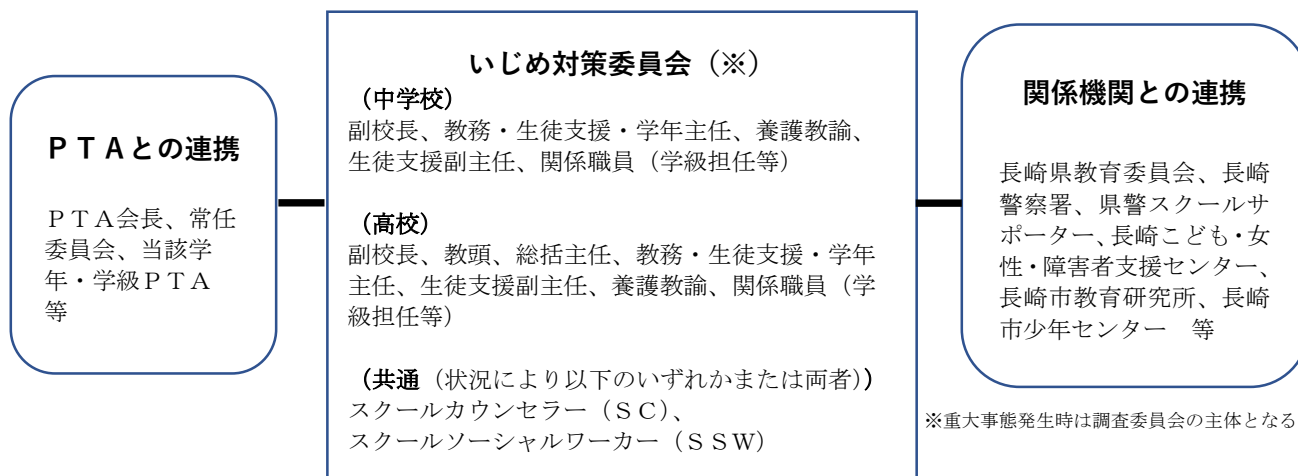 PTAとの連携
PTA会長、常任
委員会、当該学
年・学級PTA
等
いじめ対策委員会(※)
(中学校)
副校長、教務・生徒支援・学年主任、養護教諭、
生徒支援副主任、関係職員(学級担任等)
(高校)
副校長、教頭、総括主任、教務・生徒支援・学年
主任、生徒支援副主任、養護教諭、関係職員(学
級担任等)
(共通(状況により以下のいずれかまたは両者))
スクールカウンセラー(SC)、
スクールソーシャルワーカー(SSW)
関係機関との連携
長崎県教育委員会、長崎
警察署、県警スクールサ
ポーター、長崎こども・女
性・障害者支援センター、
長崎市教育研究所、長崎
市少年センター 等
※重大事態発生時は調査委員会の主体となる